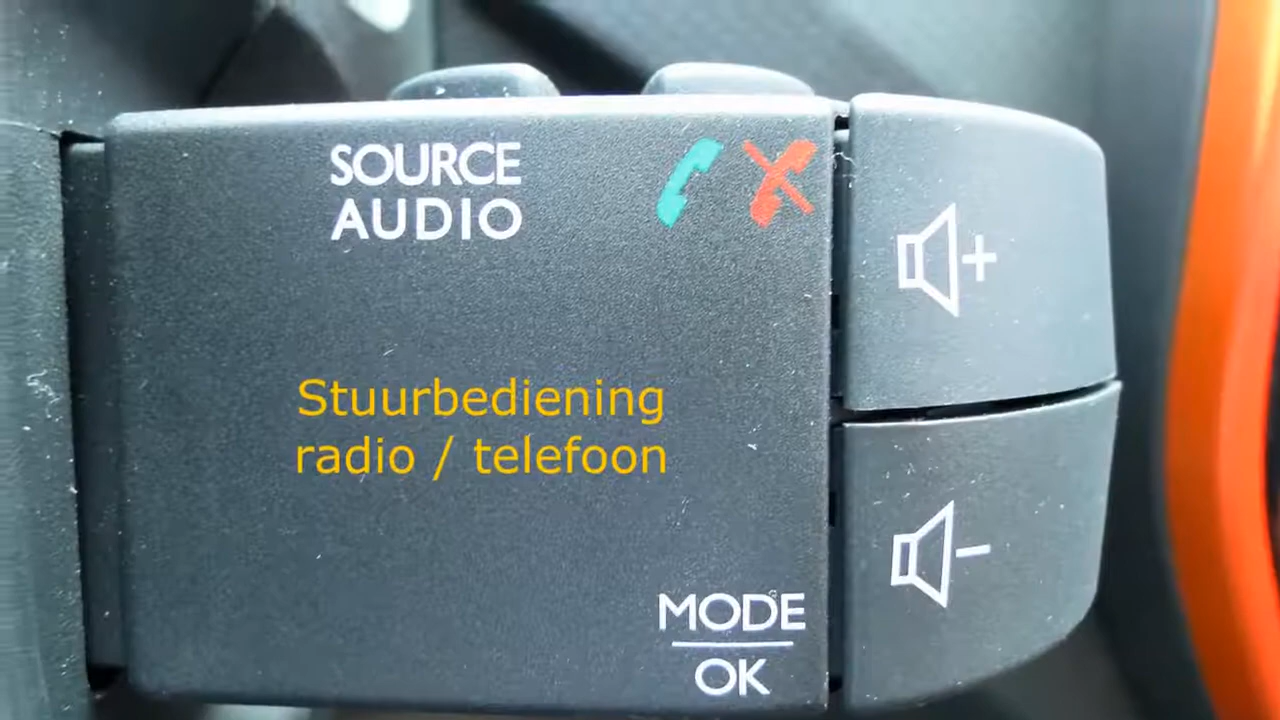 SOURCE
AUDIO
+
Stuurbediening
radio / telefoon
-
MODE
OK